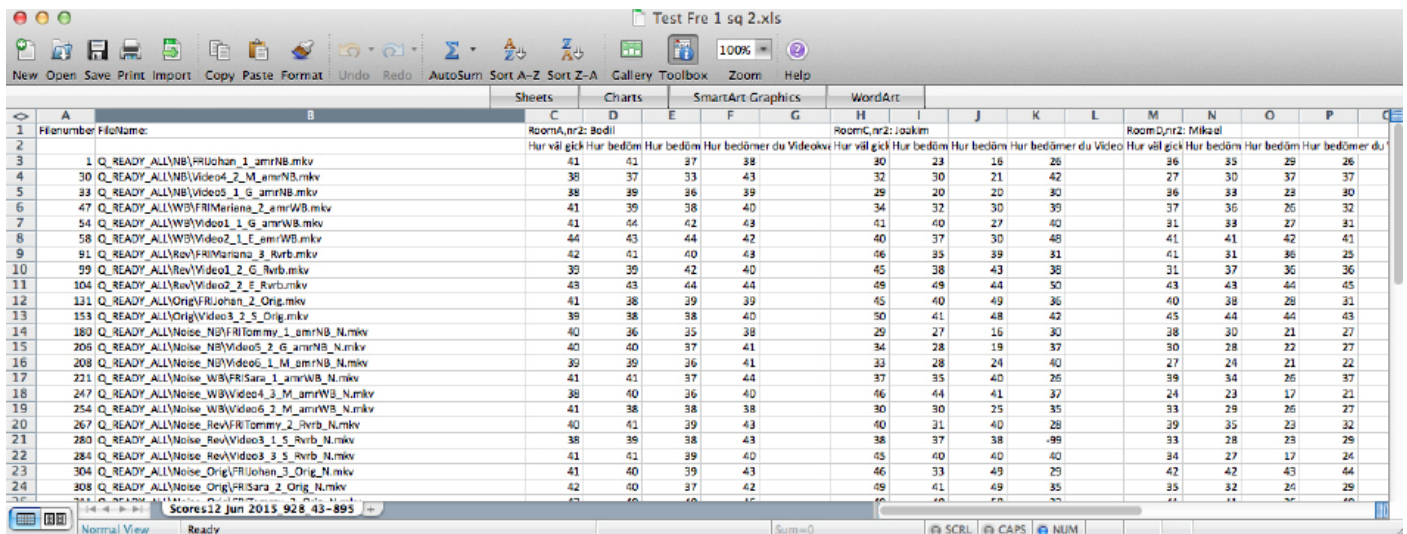 Test Fre 1 sq 2.xls
New Open Save Print Import Copy Paste Format Undo Redo AutoSum Sort A-Z Sort Z-A Gallery Toolbox 100% Zoom Help
Sheets Charts SmartArt Graphics WordArt
A B C D E F G H I J K L M N O P
1 Filenumber FileName: RoomA,nr2: Bodil RoomC,nr2: Joakim RoomD,nr2: Mikael
2 Hur väl gick Hur bedöm Hur bedöm Hur bedömer du Videokva Hur väl gick Hur bedöm Hur bedöm Hur bedömer du Video Hur väl gick Hur bedöm Hur bedöm Hur bedömer du
3 1 Q_READY_ALL\NB\FRIJohan_1_amrNB.mkv 41 41 37 38 30 23 16 26 36 35 29 26
4 30 Q_READY_ALL\NB\Video4_2_M_amrNB.mkv 38 37 33 43 32 30 21 42 27 30 37 37
5 33 Q_READY_ALL\NB\Video5_1_G_amrNB.mkv 38 39 36 39 29 20 20 30 36 33 23 30
6 47 Q_READY_ALL\WB\FRIMariana_2_amrWB.mkv 41 39 38 40 34 32 30 39 37 36 26 32
7 54 Q_READY_ALL\WB\Video1_1_G_amrWB.mkv 41 44 42 43 41 40 27 40 31 33 27 31
8 58 Q_READY_ALL\WB\Video2_1_E_amrWB.mkv 44 43 44 42 40 37 30 48 41 41 42 41
9 91 Q_READY_ALL\Rev\FRIMariana_3_Rvrb.mkv 42 41 40 43 46 35 39 31 41 31 36 25
10 99 Q_READY_ALL\Rev\Video1_2_G_Rvrb.mkv 39 39 42 40 45 38 43 38 31 37 36 36
11 104 Q_READY_ALL\Rev\Video2_2_E_Rvrb.mkv 43 43 44 44 49 49 44 50 43 43 44 45
12 131 Q_READY_ALL\Orig\FRIJohan_2_Orig.mkv 41 38 39 39 45 40 49 36 40 38 28 31
13 153 Q_READY_ALL\Orig\Video3_2_S_Orig.mkv 39 38 38 40 50 41 48 42 45 44 44 43
14 180 Q_READY_ALL\Noise_NB\FRITommy_1_amrNB_N.mkv 40 36 35 38 29 27 16 30 38 30 21 27
15 206 Q_READY_ALL\Noise_NB\Video5_2_G_amrNB_N.mkv 40 40 37 41 34 28 19 37 30 28 22 27
16 208 Q_READY_ALL\Noise_NB\Video6_1_M_amrNB_N.mkv 39 39 36 41 33 28 24 40 27 24 21 22
17 221 Q_READY_ALL\Noise_WB\FRISara_1_amrWB_N.mkv 41 41 37 44 37 35 40 26 39 34 26 37
18 247 Q_READY_ALL\Noise_WB\Video4_3_M_amrWB_N.mkv 38 40 36 40 46 44 41 37 24 23 17 21
19 254 Q_READY_ALL\Noise_WB\Video6_2_M_amrWB_N.mkv 41 38 38 38 30 30 25 35 33 29 26 27
20 267 Q_READY_ALL\Noise_Rev\FRITommy_2_Rvrb_N.mkv 40 41 39 43 40 31 40 28 39 35 23 32
21 280 Q_READY_ALL\Noise_Rev\Video3_1_S_Rvrb_N.mkv 38 39 38 43 38 37 38 -99 33 28 23 29
22 284 Q_READY_ALL\Noise_Rev\Video3_3_S_Rvrb_N.mkv 41 41 39 40 45 40 40 40 34 27 17 24
23 304 Q_READY_ALL\Noise_Orig\FRIJohan_3_Orig_N.mkv 41 40 39 43 46 33 49 29 42 42 43 44
24 308 Q_READY_ALL\Noise_Orig\FRISara_2_Orig_N.mkv 42 40 37 42 49 41 49 35 35 32 24 29
Scores12 Jun 2015_928_43-895
Normal View Ready Sum=0 SCRL CAPS NUM